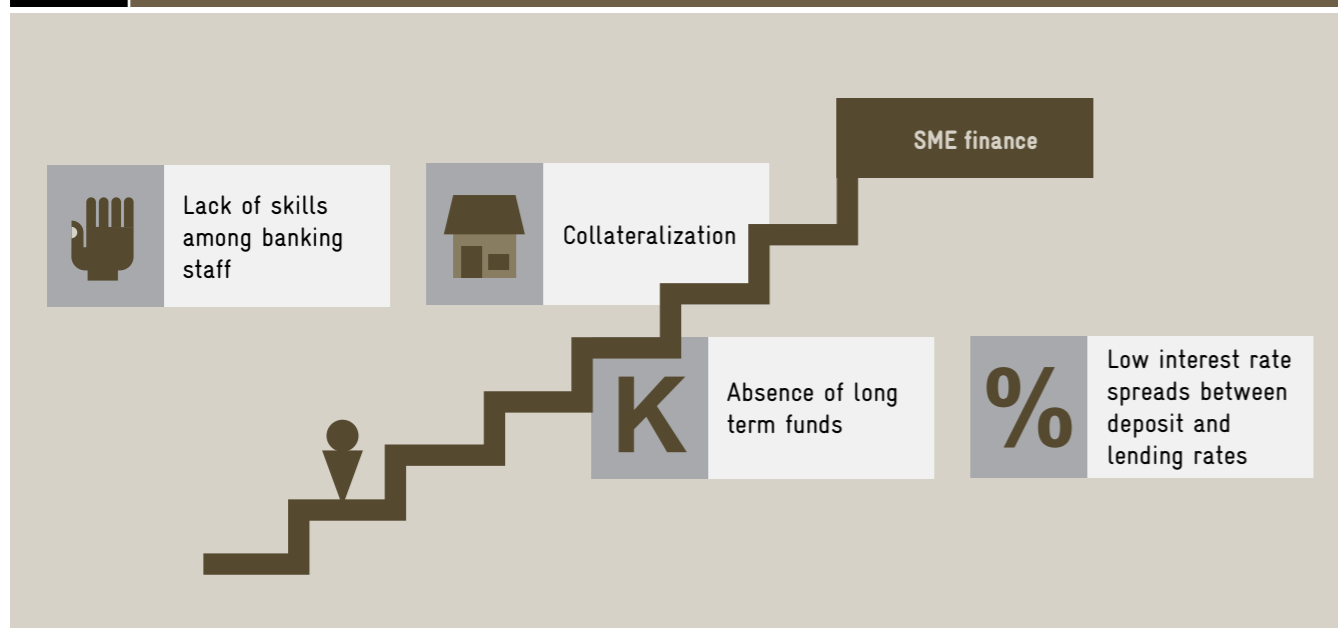 SME finance
Lack of skills
among banking
staff
Collateralization
K
Absence of long
term funds
%
Low interest rate
spreads between
deposit and
lending rates